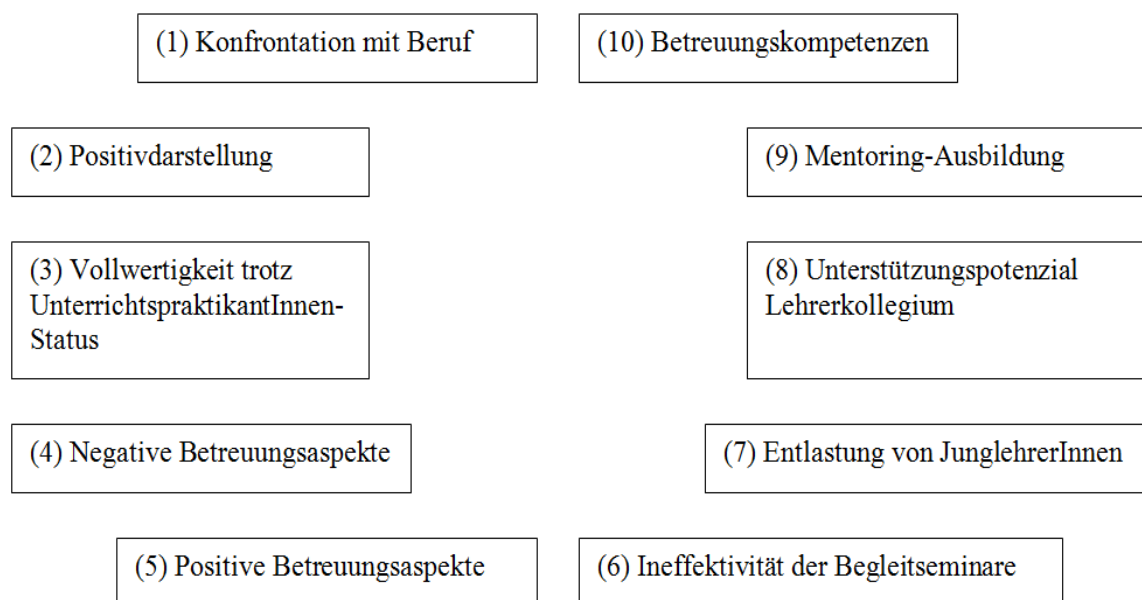 (1) Konfrontation mit Beruf
(10) Betreuungskompetenzen
(2) Positivdarstellung
(9) Mentoring-Ausbildung
(3) Vollwertigkeit trotz
UnterrichtspraktikantInnen-
Status
(8) Unterstützungspotenzial
Lehrerkollegium
(4) Negative Betreuungsaspekte
(7) Entlastung von JunglehrerInnen
(5) Positive Betreuungsaspekte
(6) Ineffektivität der Begleitseminare